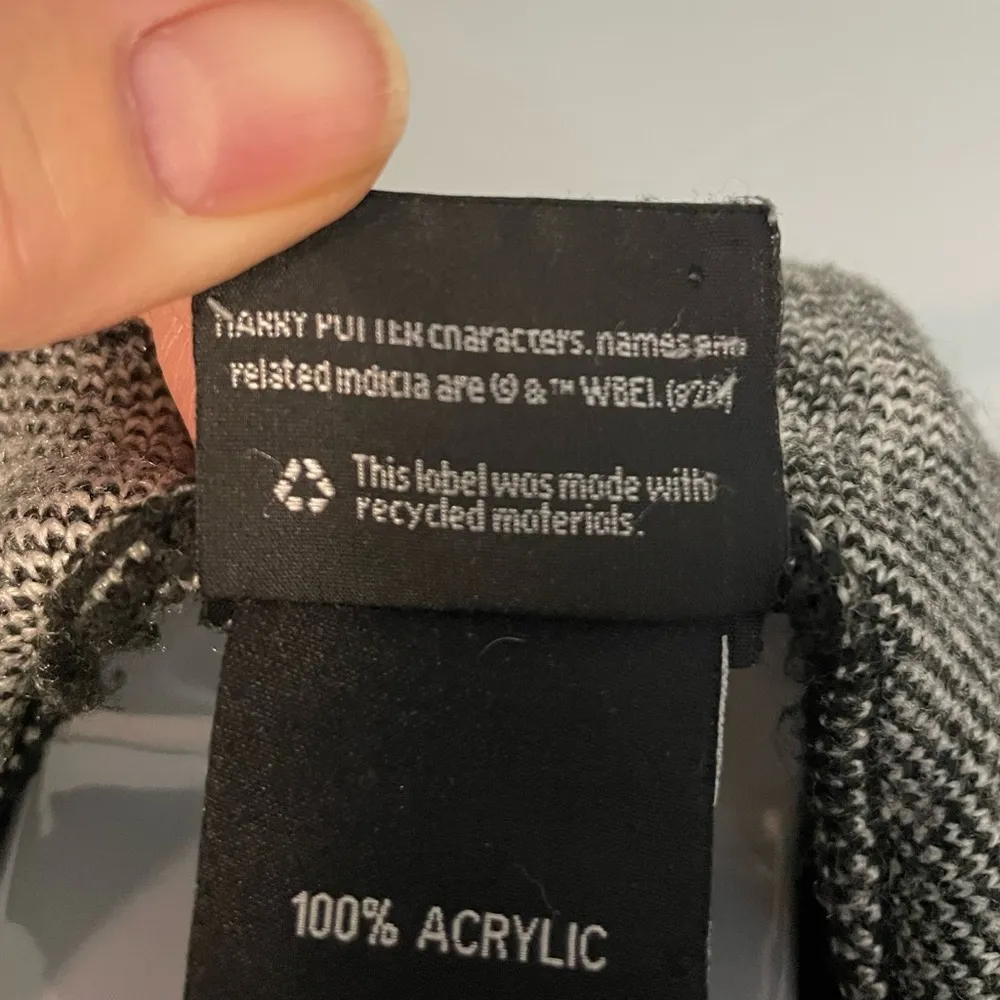 HARRY POTTER characters, names and
related indicia are © & ™ WBEI.
This label was made with
recycled materials.
100% ACRYLIC